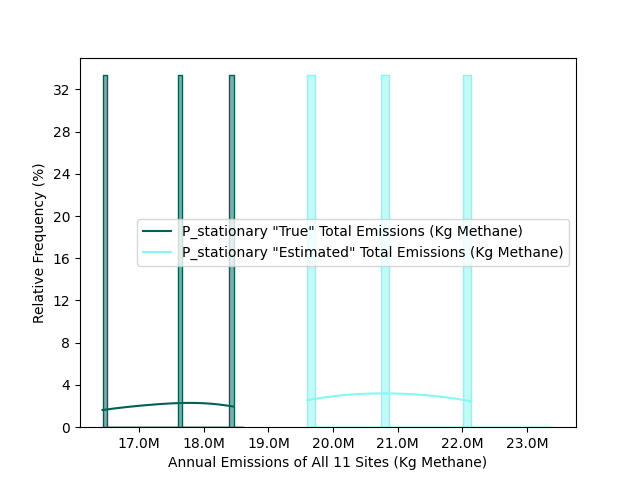 32
28
24
20
16
12
8
4
0
Relative Frequency (%)
P_stationary "True" Total Emissions (Kg Methane)
P_stationary "Estimated" Total Emissions (Kg Methane)
17.0M 18.0M 19.0M 20.0M 21.0M 22.0M 23.0M
Annual Emissions of All 11 Sites (Kg Methane)